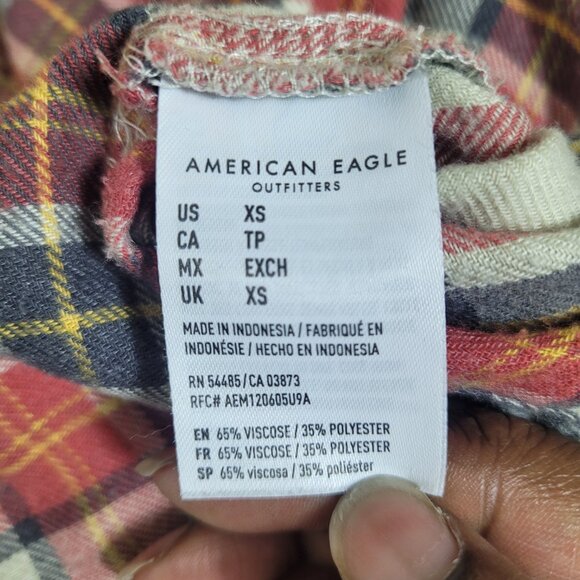 AMERICAN EAGLE
OUTFITTERS
US XS
CA TP
MX EXCH
UK XS
MADE IN INDONESIA / FABRIQUÉ EN
INDONÉSIE / HECHO EN INDONESIA
RN 54485/CA 03873
RFC# AEM120605U9A
EN 65% VISCOSE / 35% POLYESTER
FR 65% VISCOSE / 35% POLYESTER
SP 65% viscosa / 35% poliéster